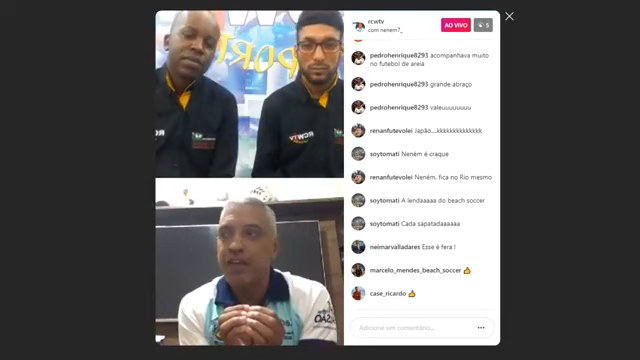 rcwtv
com nenem7_
AO VIVO
5
pedrohenrique8293 acompanhava muito
no futebol de areia
pedrohenrique8293 grande abraço
pedrohenrique8293 valeuuuuuuuu
renanfutevolei Japão....kkkkkkkkkkkkkk
soytomati Neném é craque
renanfutevolei Neném, fica no Rio mesmo
soytomati A lendaaaaa do beach soccer
soytomati Cada sapatadaaaaaa
neimarvalladares Esse é fera !
marcelo_mendes_beach_soccer 👍
case_ricardo 👍
Adicione um comentário...
RCWTV